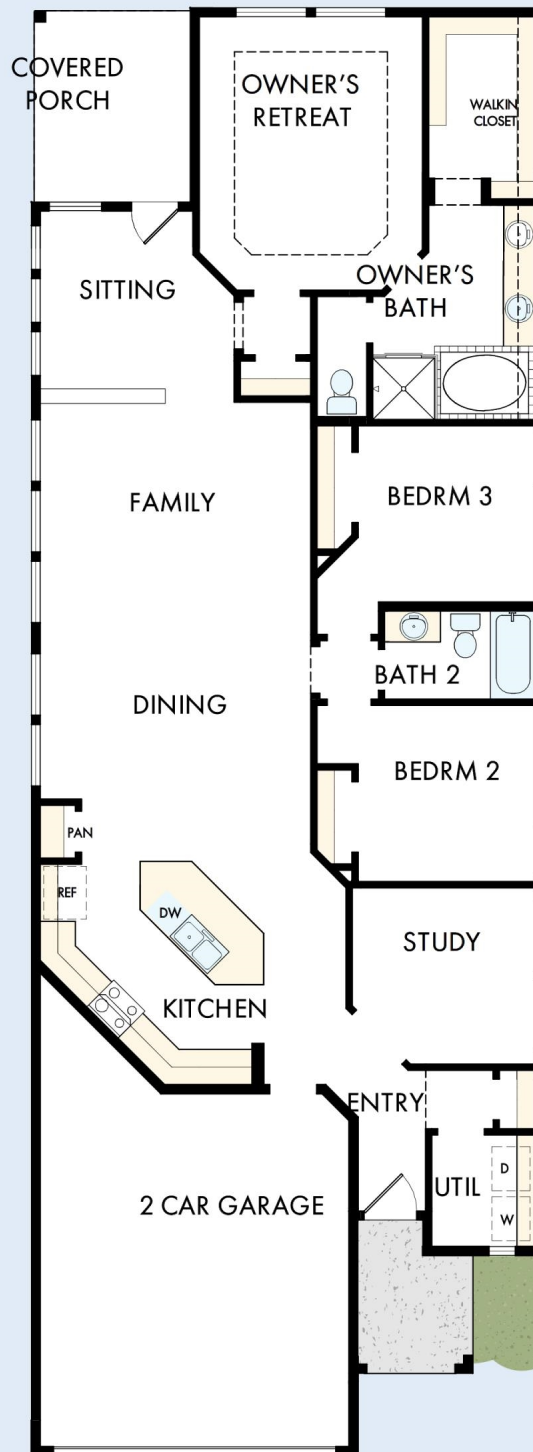 COVERED
PORCH
OWNER'S
RETREAT
WALKIN
CLOSET
SITTING
OWNER'S
BATH
FAMILY
BEDRM 3
DINING
BATH 2
BEDRM 2
PAN
REF
DW
STUDY
KITCHEN
ENTRY
2 CAR GARAGE
UTIL
D
W